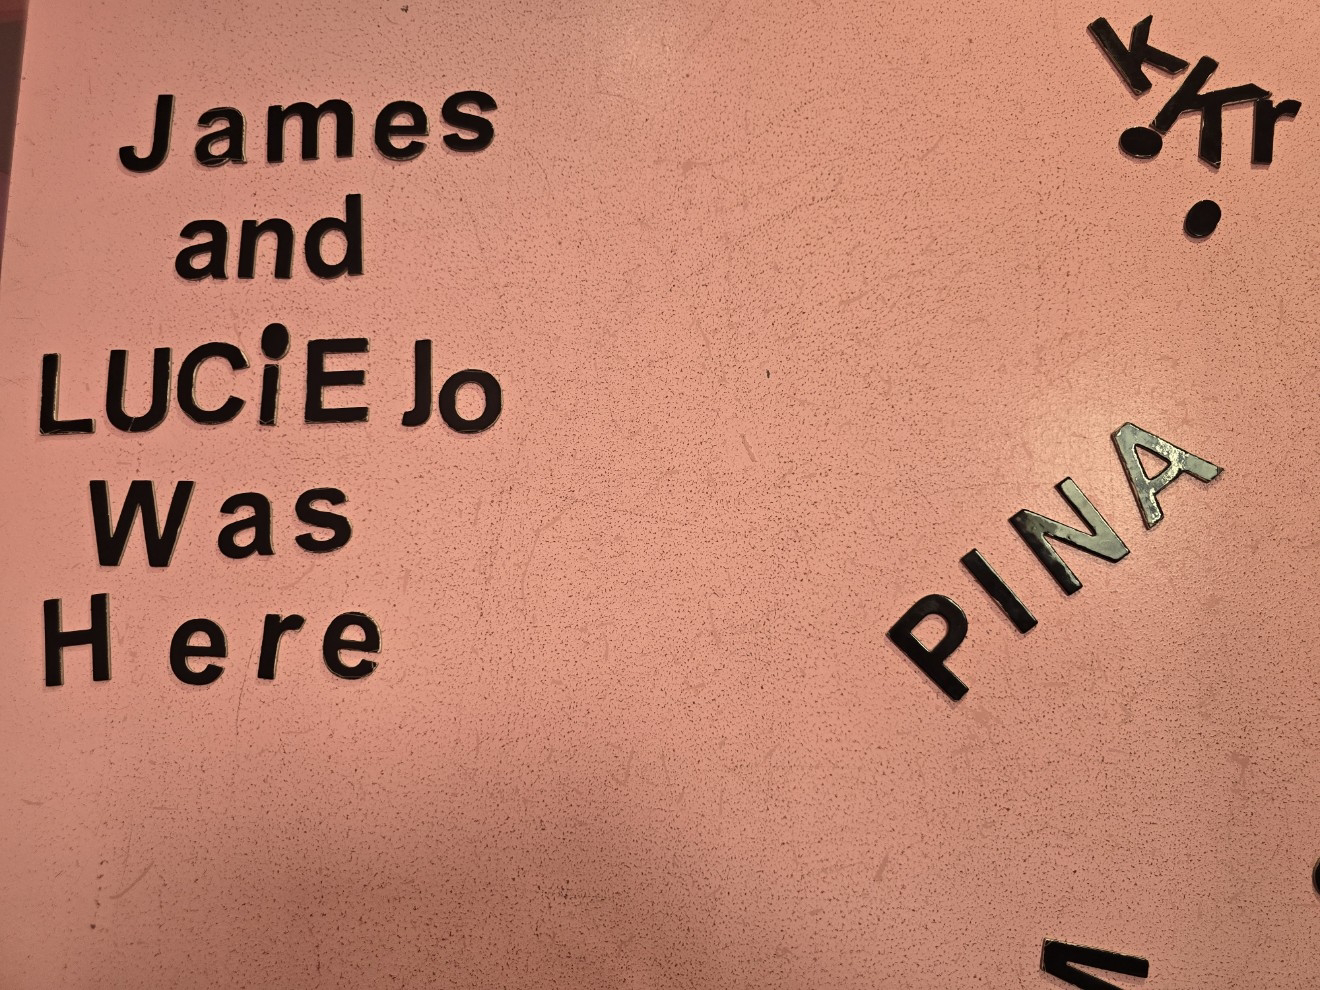 James
and
LUCiE Jo
Was
Here
PINA